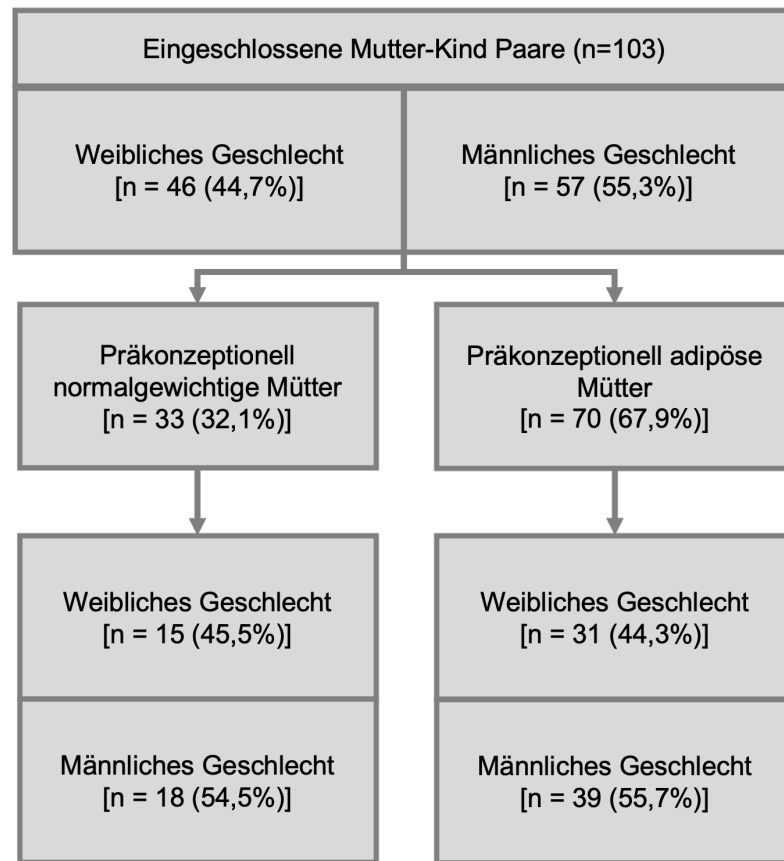 Eingeschlossene Mutter-Kind Paare (n=103)
Weibliches Geschlecht
[n = 46 (44,7%)]
Männliches Geschlecht
[n = 57 (55,3%)]
Präkonzeptionell
normalgewichtige Mütter
[n = 33 (32,1%)]
Präkonzeptionell adipöse
Mütter
[n = 70 (67,9%)]
Weibliches Geschlecht
[n = 15 (45,5%)]
Männliches Geschlecht
[n = 18 (54,5%)]
Weibliches Geschlecht
[n = 31 (44,3%)]
Männliches Geschlecht
[n = 39 (55,7%)]